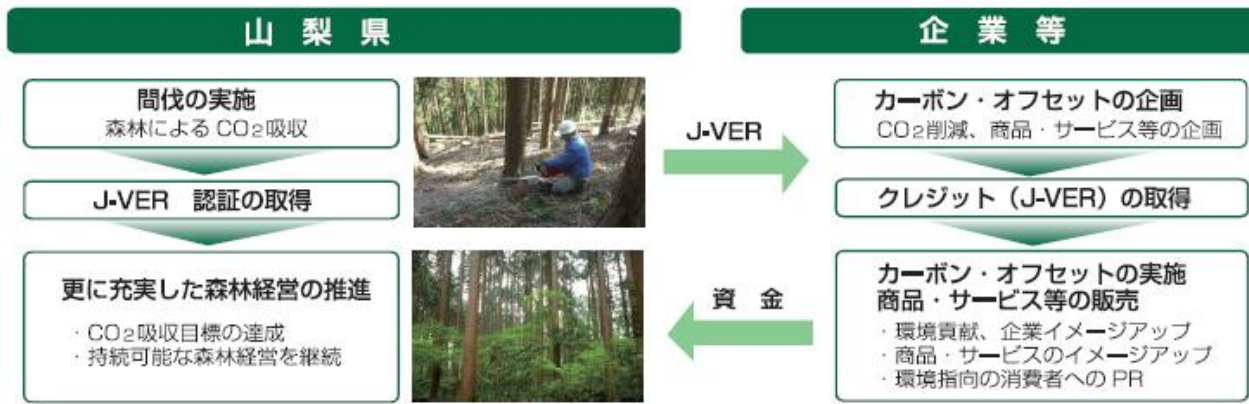 山梨県
企業等
間伐の実施
森林によるCO2吸収
J-VER 認証の取得
更に充実した森林経営の推進
・CO2吸収目標の達成
・持続可能な森林経営を継続
J-VER
資金
カーボン・オフセットの企画
CO2削減、商品・サービス等の企画
クレジット（J-VER）の取得
カーボン・オフセットの実施
商品・サービス等の販売
・環境貢献、企業イメージアップ
・商品・サービスのイメージアップ
・環境指向の消費者へのPR